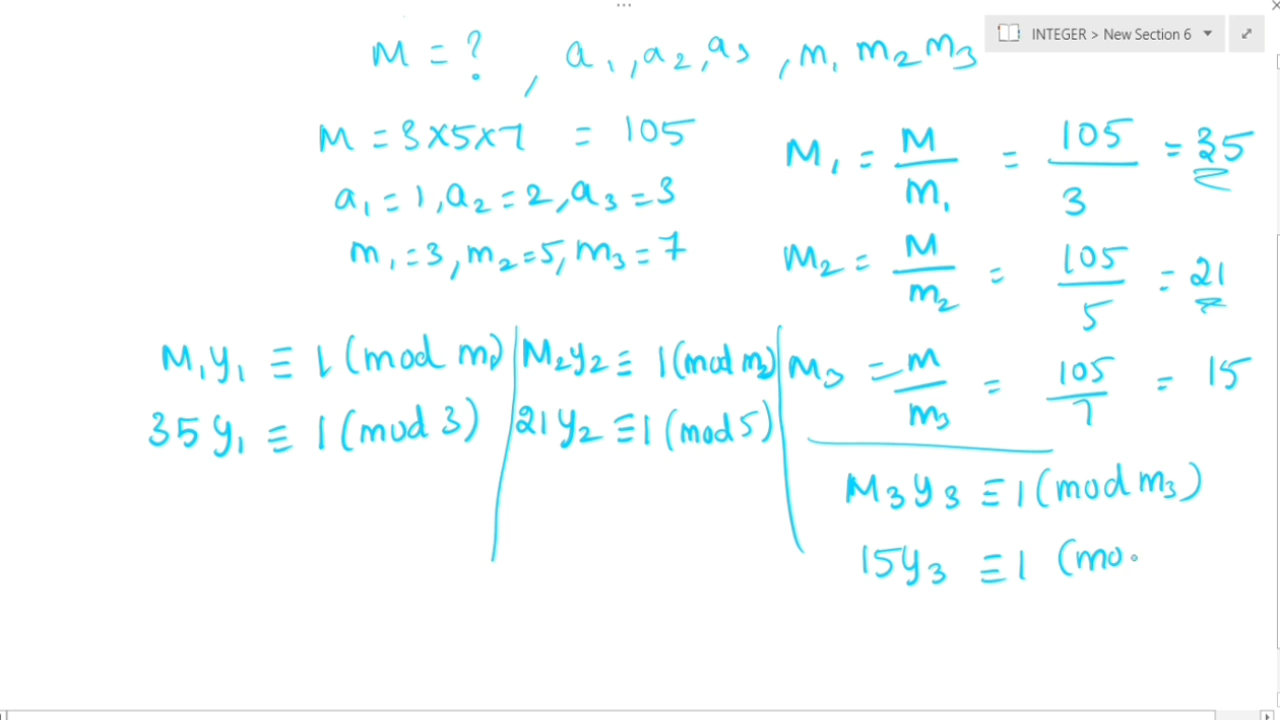 INTEGER > New Section 6
M = ? , a₁, a₂, a₃ , m₁ m₂ m₃
M = 3×5×7 = 105
a₁ = 1, a₂ = 2, a₃ = 3
m₁ = 3, m₂ = 5, m₃ = 7
M₁ = M/m₁ = 105/3 = 35
M₂ = M/m₂ = 105/5 = 21
M₃ = M/m₃ = 105/7 = 15
M₁y₁ ≡ 1 (mod m₁)
35y₁ ≡ 1 (mod 3)
M₂y₂ ≡ 1 (mod m₂)
21y₂ ≡ 1 (mod 5)
M₃y₃ ≡ 1 (mod m₃)
15y₃ ≡ 1 (mo